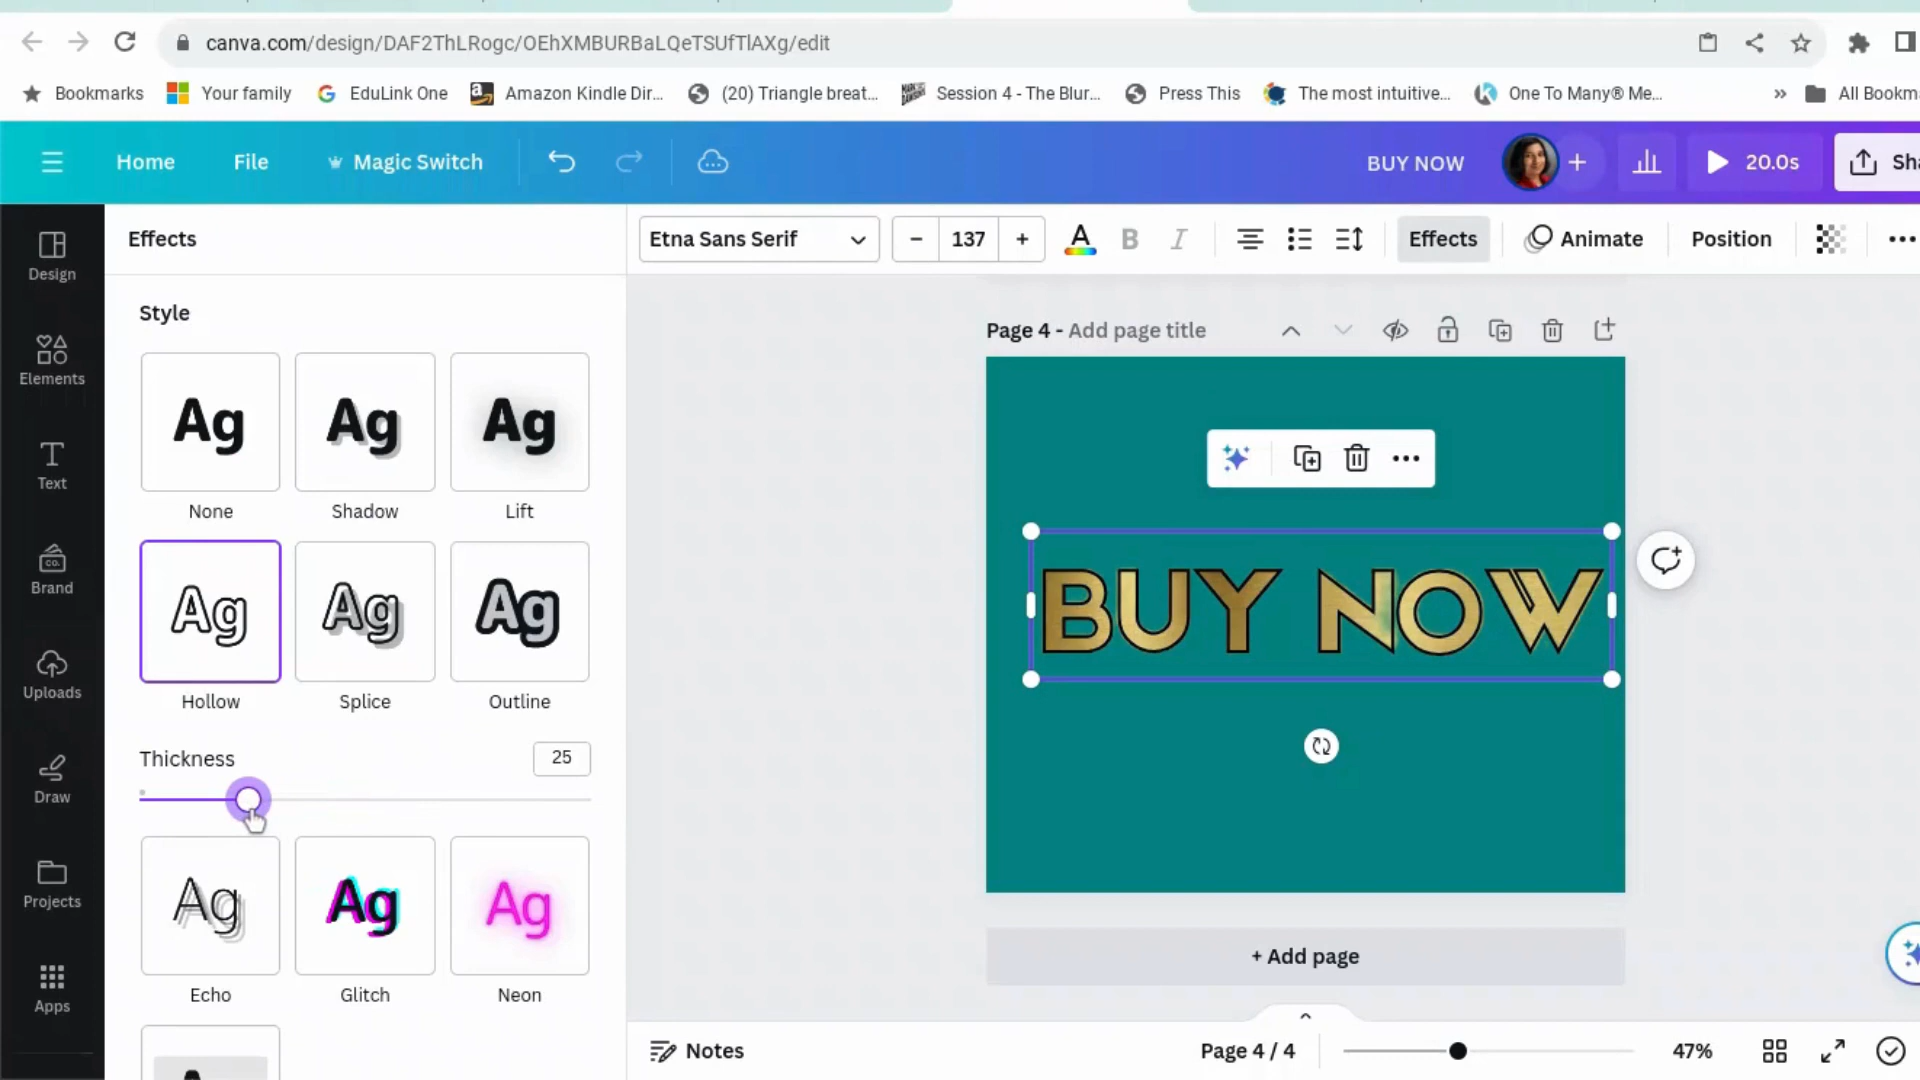 canva.com/design/DAF2ThLRogc/OEhXMBURBaLQeTSUfTlAXg/edit
Bookmarks Your family EduLink One Amazon Kindle Dir... (20) Triangle breat... Session 4 - The Blur... Press This The most intuitive... One To Many® Me... » All Bookma
Home File Magic Switch BUY NOW 20.0s Sha
Design
Elements
Text
Brand
Uploads
Draw
Projects
Apps
Effects
Style
Ag Ag Ag
None Shadow Lift
Ag Ag Ag
Hollow Splice Outline
Thickness 25
Ag Ag Ag
Echo Glitch Neon
Etna Sans Serif 137 A B I Effects Animate Position
Page 4 - Add page title
BUY NOW
+ Add page
Notes Page 4 / 4 47%